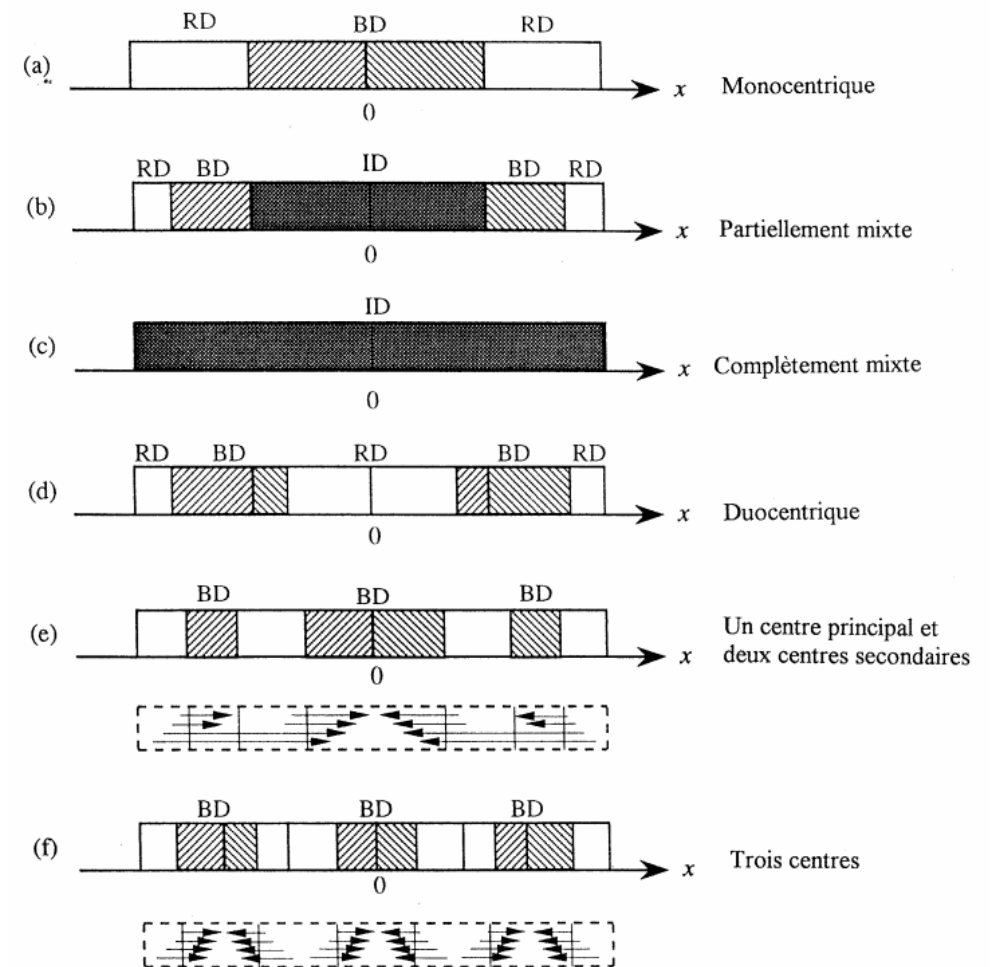 RD BD RD
(a) x Monocentrique
0
RD BD ID BD RD
(b) x Partiellement mixte
0
ID
(c) x Complètement mixte
0
RD BD RD BD RD
(d) x Duocentrique
0
BD BD BD
(e) x Un centre principal et
deux centres secondaires
0
BD BD BD
(f) x Trois centres
0